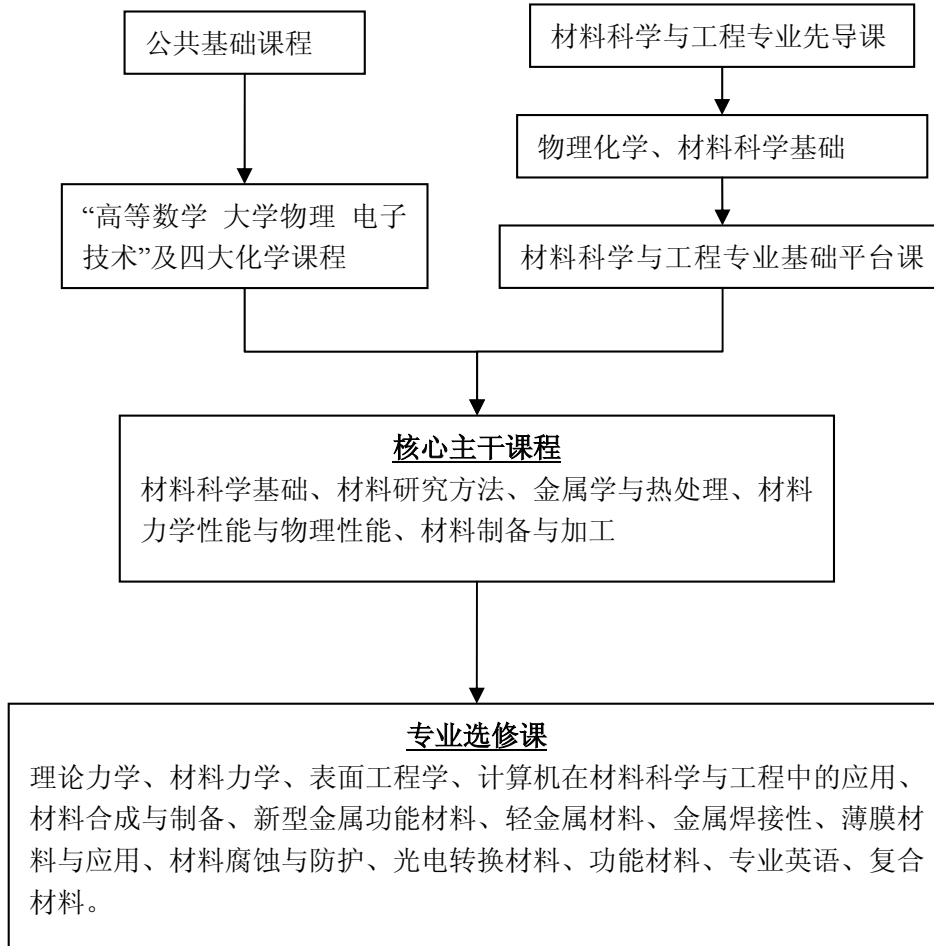 公共基础课程
材料科学与工程专业先导课
物理化学、材料科学基础
“高等数学 大学物理 电子
技术”及四大化学课程
材料科学与工程专业基础平台课
核心主干课程
材料科学基础、材料研究方法、金属学与热处理、材料
力学性能与物理性能、材料制备与加工
专业选修课
理论力学、材料力学、表面工程学、计算机在材料科学与工程中的应用、
材料合成与制备、新型金属功能材料、轻金属材料、金属焊接性、薄膜材
料与应用、材料腐蚀与防护、光电转换材料、功能材料、专业英语、复合
材料。